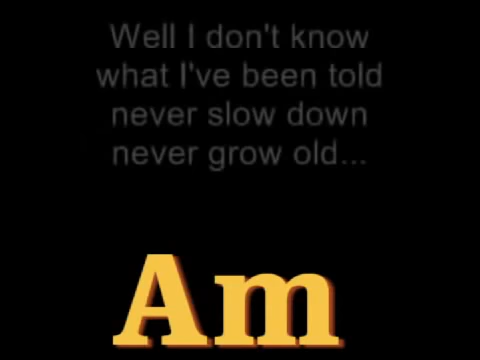 Well I don't know
what I've been told
never slow down
never grow old...
Am